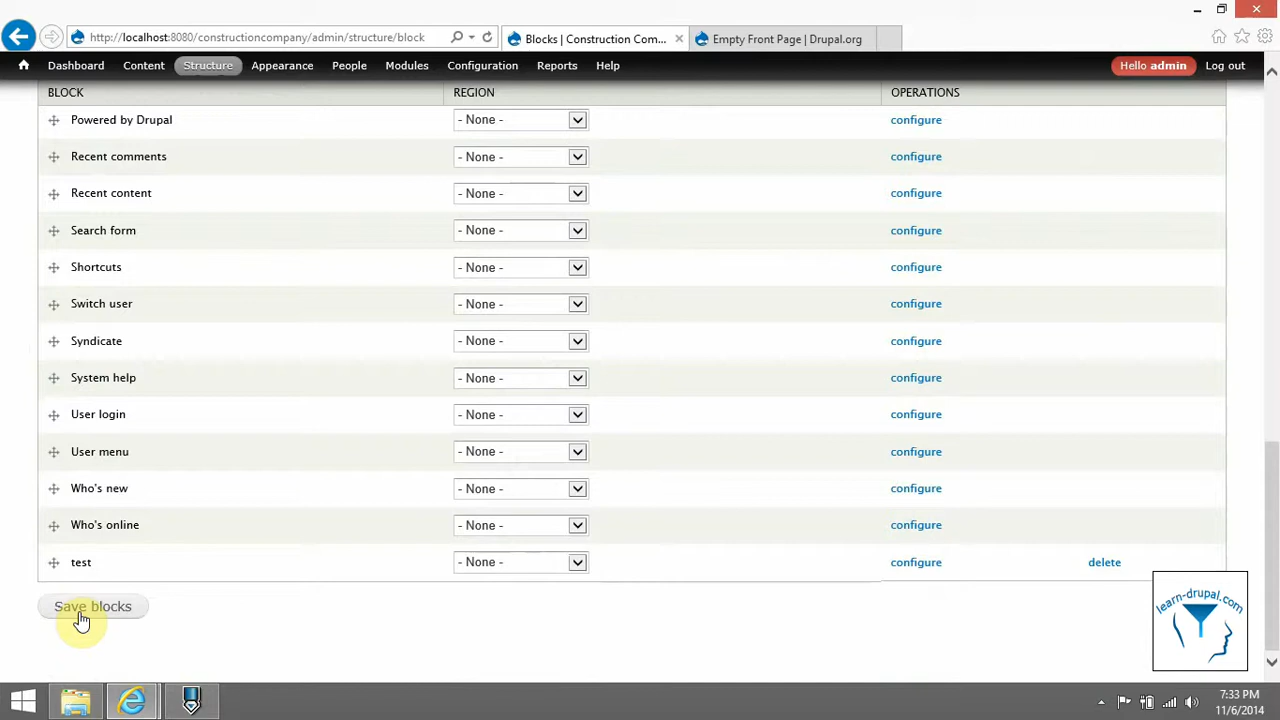 http://localhost:8080/constructioncompany/admin/structure/block
Blocks | Construction Com...
Empty Front Page | Drupal.org
Dashboard Content Structure Appearance People Modules Configuration Reports Help Hello admin Log out
BLOCK REGION OPERATIONS
Powered by Drupal - None - configure
Recent comments - None - configure
Recent content - None - configure
Search form - None - configure
Shortcuts - None - configure
Switch user - None - configure
Syndicate - None - configure
System help - None - configure
User login - None - configure
User menu - None - configure
Who's new - None - configure
Who's online - None - configure
test - None - configure delete
Save blocks
learn-drupal.com
7:33 PM
11/6/2014